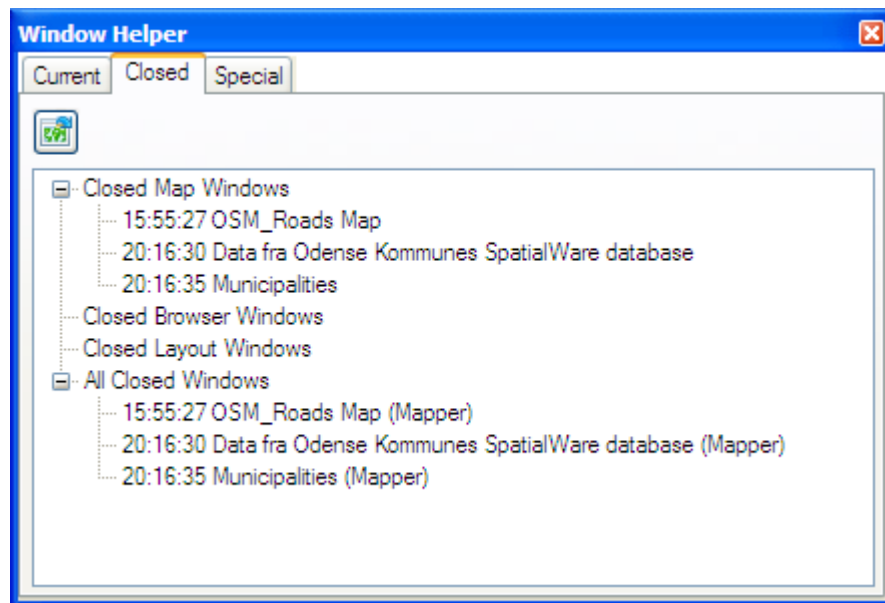 Window Helper
Current Closed Special
Closed Map Windows
15:55:27 OSM_Roads Map
20:16:30 Data fra Odense Kommunes SpatialWare database
20:16:35 Municipalities
Closed Browser Windows
Closed Layout Windows
All Closed Windows
15:55:27 OSM_Roads Map (Mapper)
20:16:30 Data fra Odense Kommunes SpatialWare database (Mapper)
20:16:35 Municipalities (Mapper)